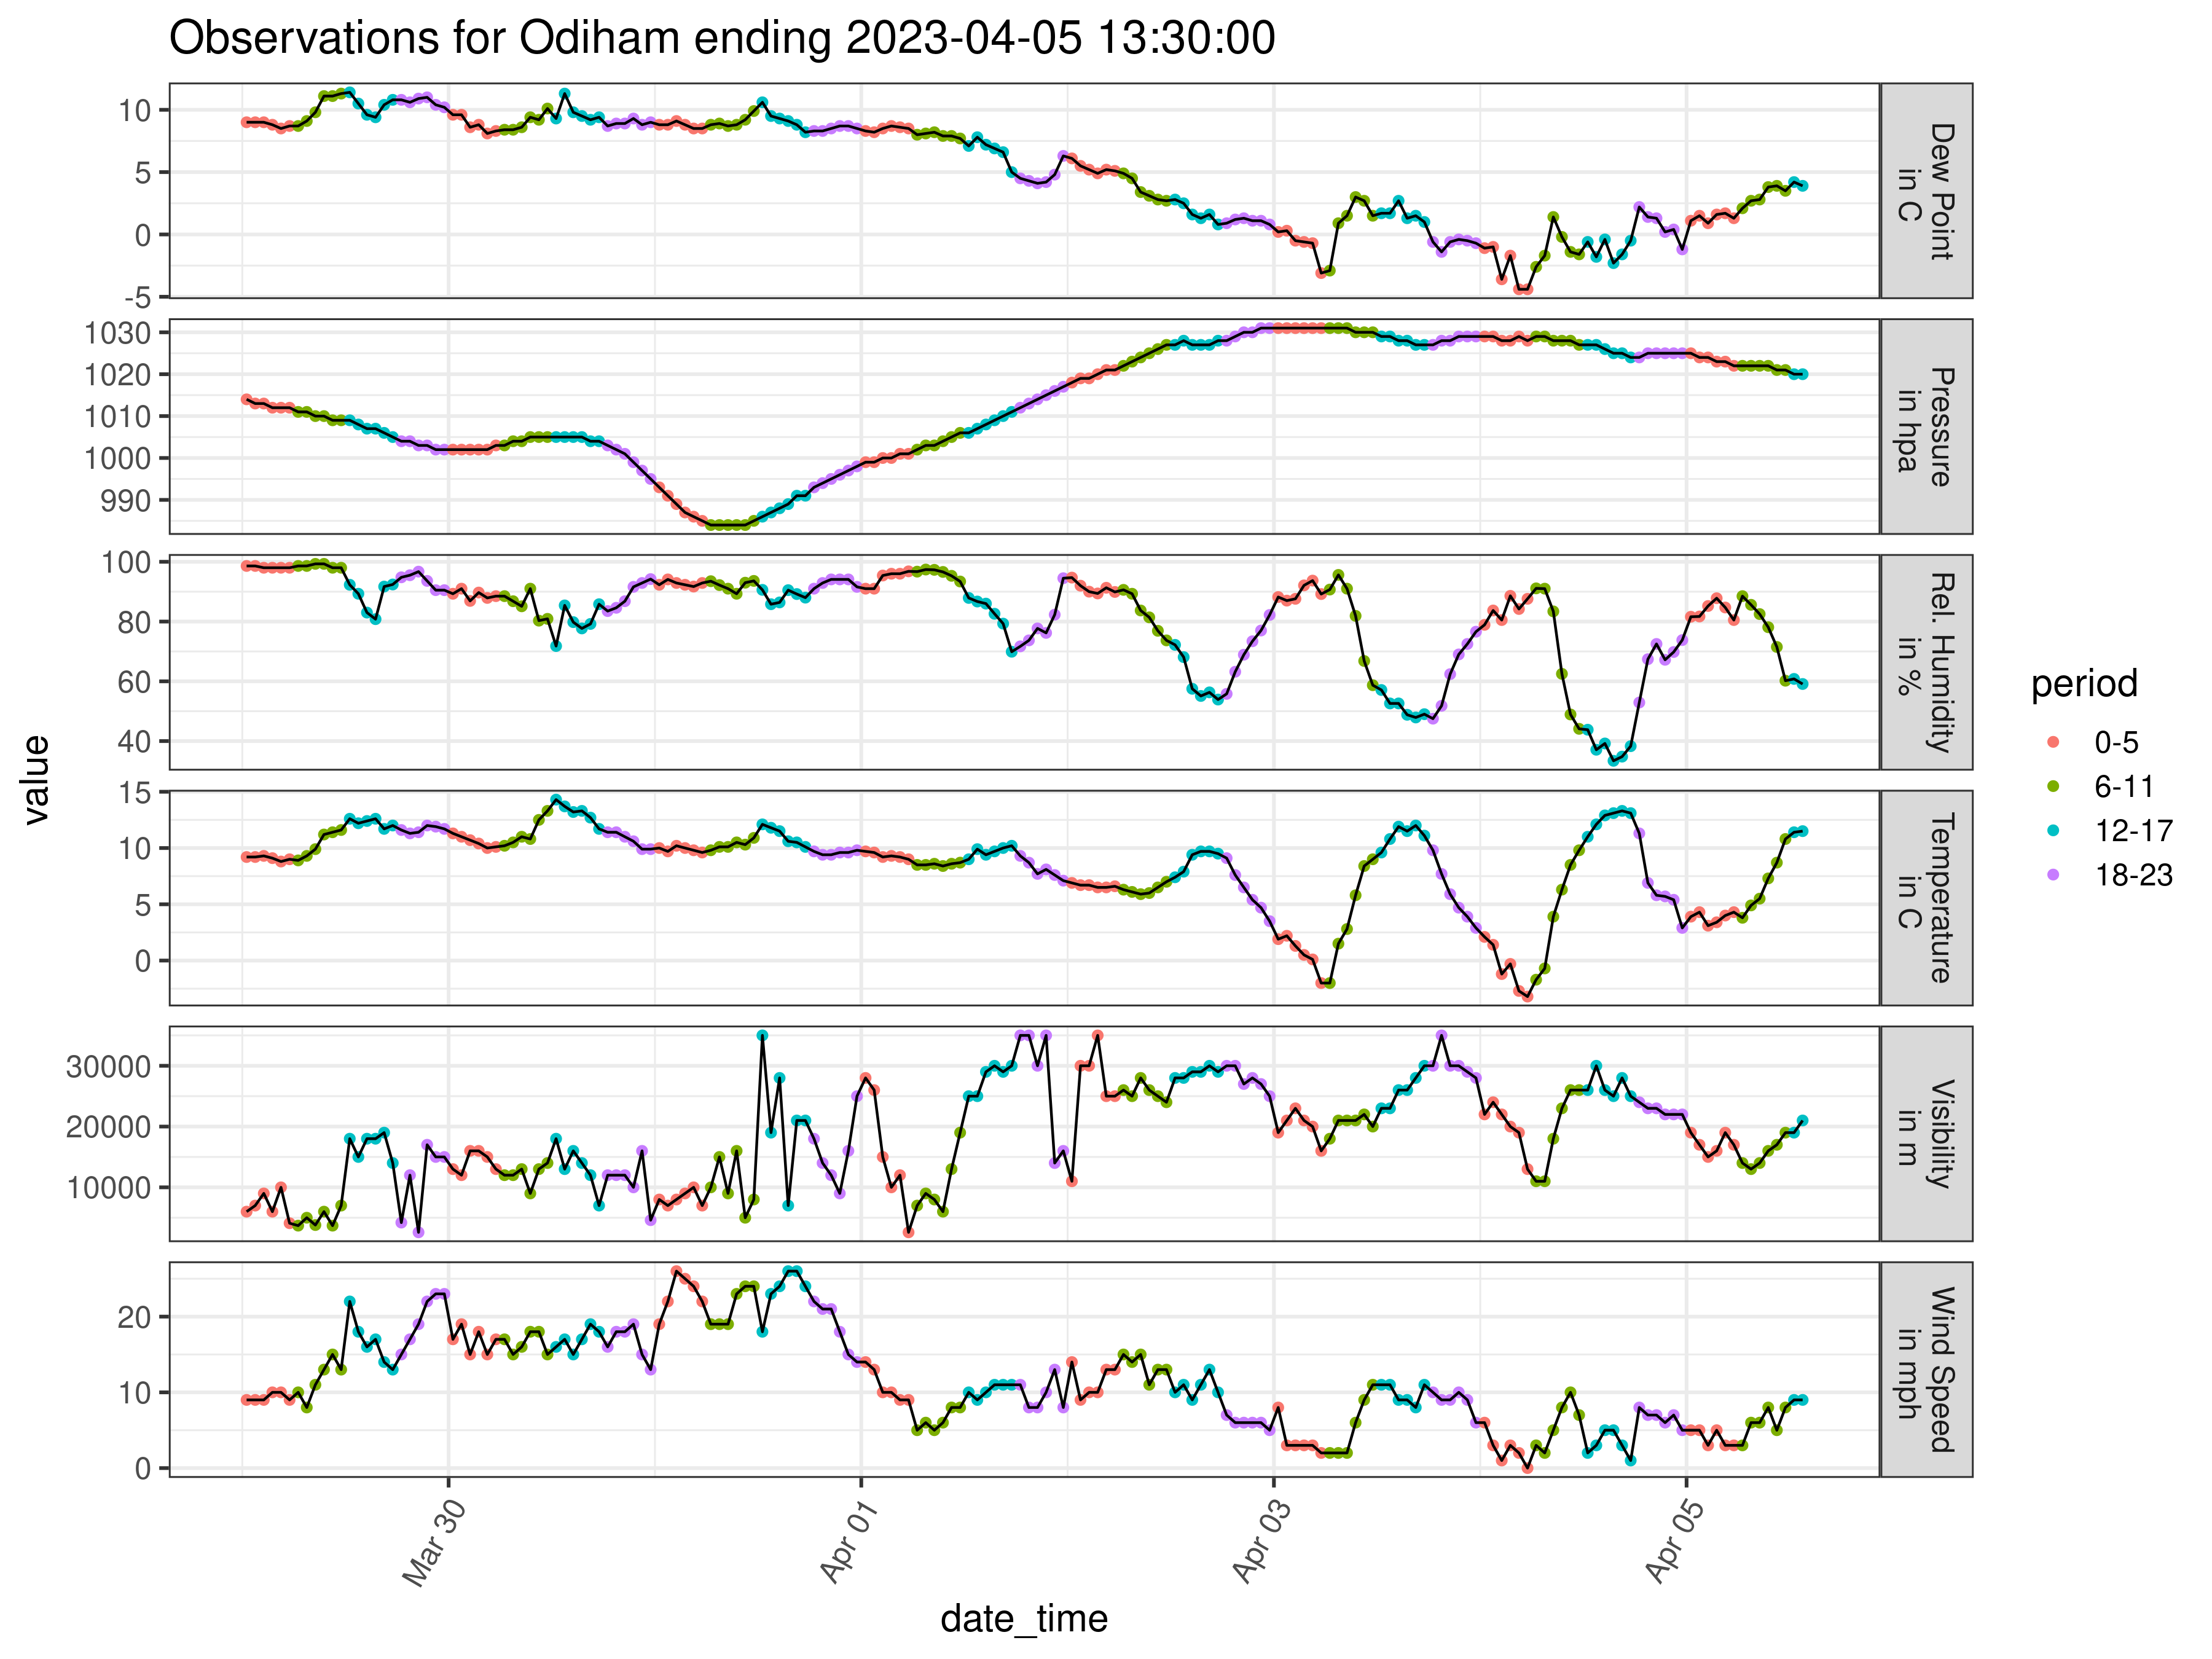 Observations for Odiham ending 2023-04-05 13:30:00
value
10
5
0
-5
Dew Point
in C
1030
1020
1010
1000
990
Pressure
in hpa
100
80
60
40
Rel. Humidity
in %
15
10
5
0
Temperature
in C
30000
20000
10000
Visibility
in m
20
10
0
Wind Speed
in mph
Mar 30
Apr 01
Apr 03
Apr 05
date_time
period
0-5
6-11
12-17
18-23